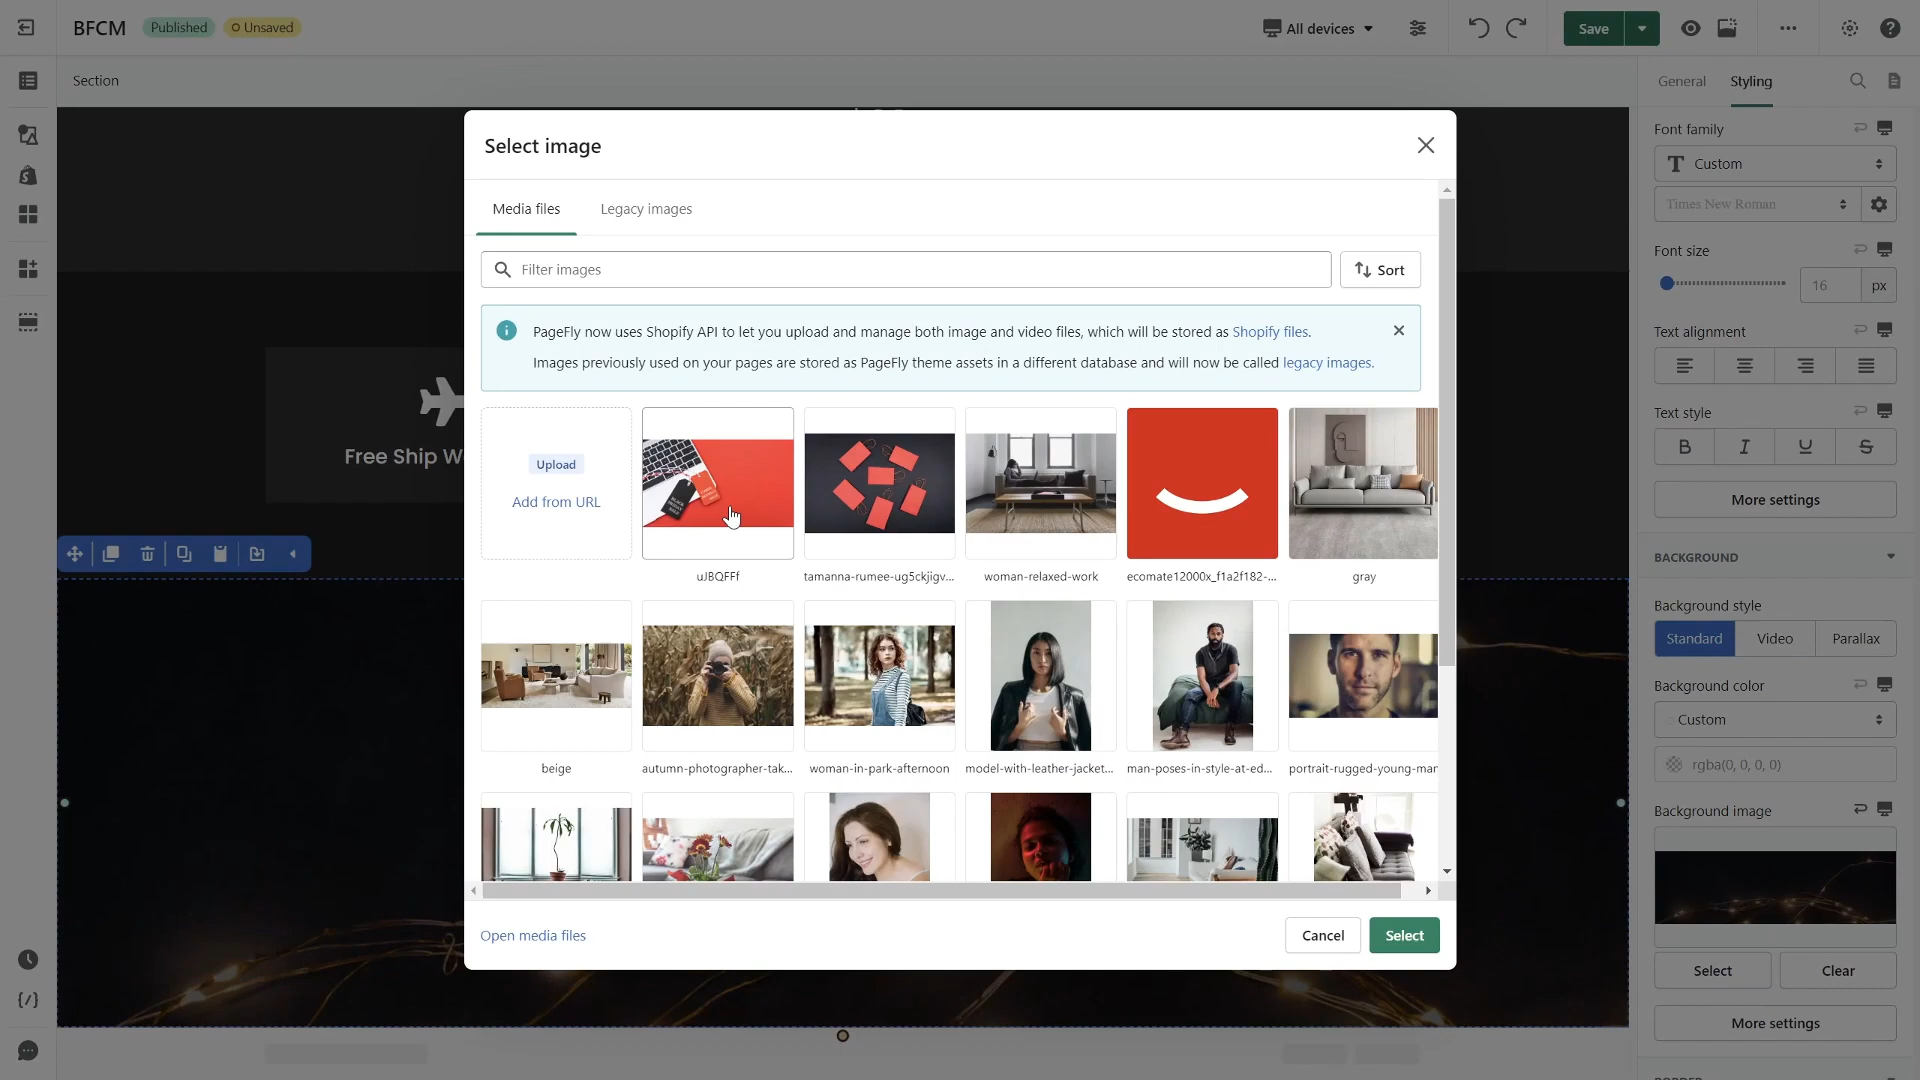 BFCM
Published
Unsaved
All devices
Save
Section
General
Styling
Select image
Media files
Legacy images
Filter images
Sort
PageFly now uses Shopify API to let you upload and manage both image and video files, which will be stored as Shopify files.
Images previously used on your pages are stored as PageFly theme assets in a different database and will now be called legacy images.
Upload
Add from URL
uJBQFFf
tamanna-rumee-ug5ckjigv...
woman-relaxed-work
ecomate12000x_f1a2f182-...
gray
beige
autumn-photographer-tak...
woman-in-park-afternoon
model-with-leather-jacket...
man-poses-in-style-at-ed...
portrait-rugged-young-man
Open media files
Cancel
Select
Free Ship W
Font family
Custom
Times New Roman
Font size
16
px
Text alignment
Text style
B I U S
More settings
BACKGROUND
Background style
Standard
Video
Parallax
Background color
Custom
rgba(0, 0, 0, 0)
Background image
Select
Clear
More settings